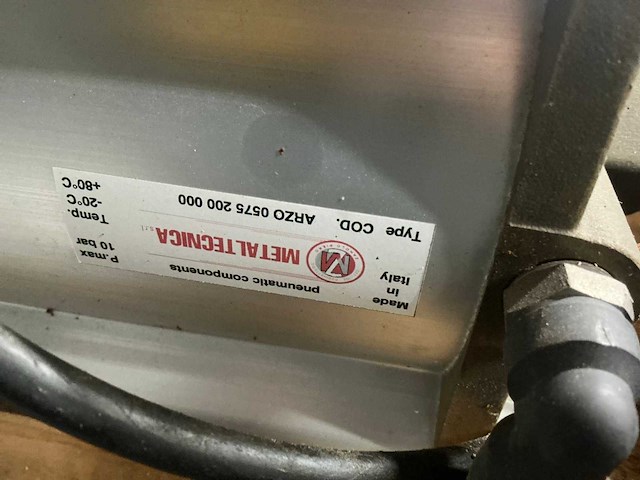 Made in Italy
pneumatic components
METALTECNICA s.r.l
P.max 10 bar
Temp. -20°C +80°C
Type COD. ARZO 0575 200 000